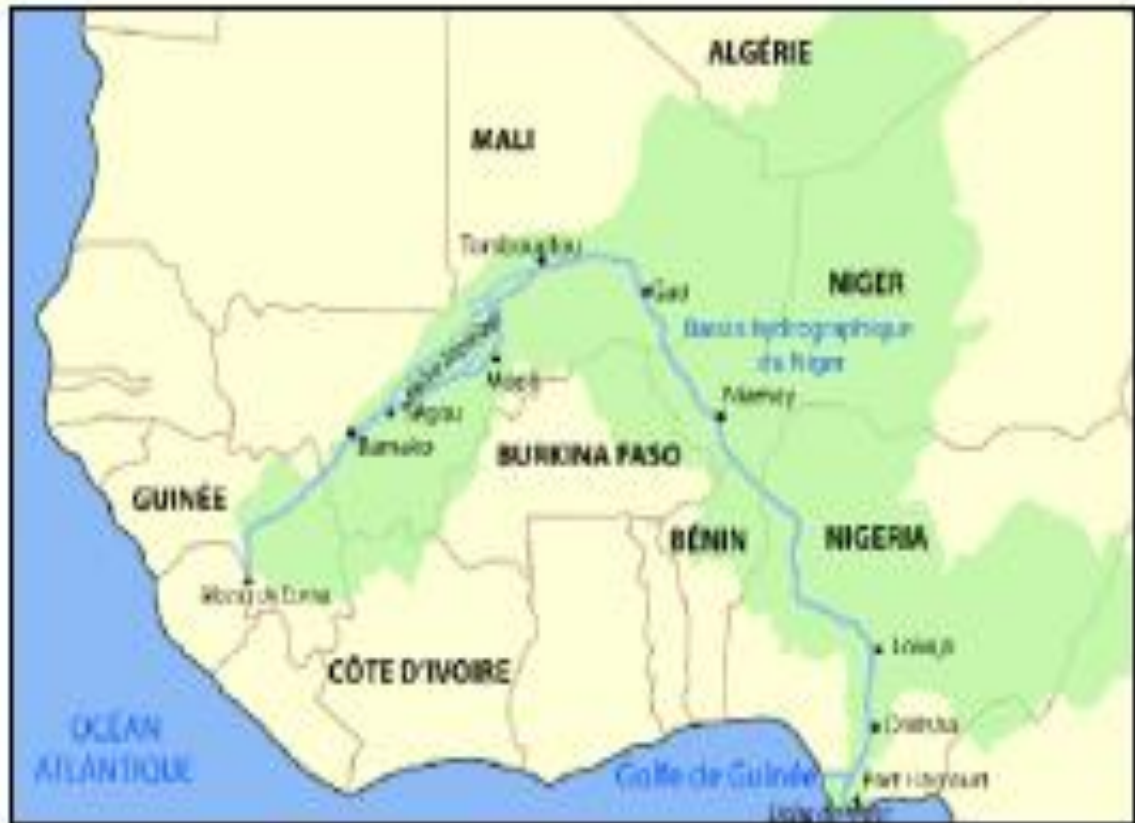 ALGÉRIE
MALI
Tombouctou
Gao
NIGER
Bassin hydrographique
du Niger
Mopti
Niamey
Ségou
Bamako
BURKINA FASO
GUINÉE
BÉNIN
NIGERIA
CÔTE D'IVOIRE
Lokoja
Onitsha
OCÉAN
ATLANTIQUE
Golfe de Guinée
Port Harcourt